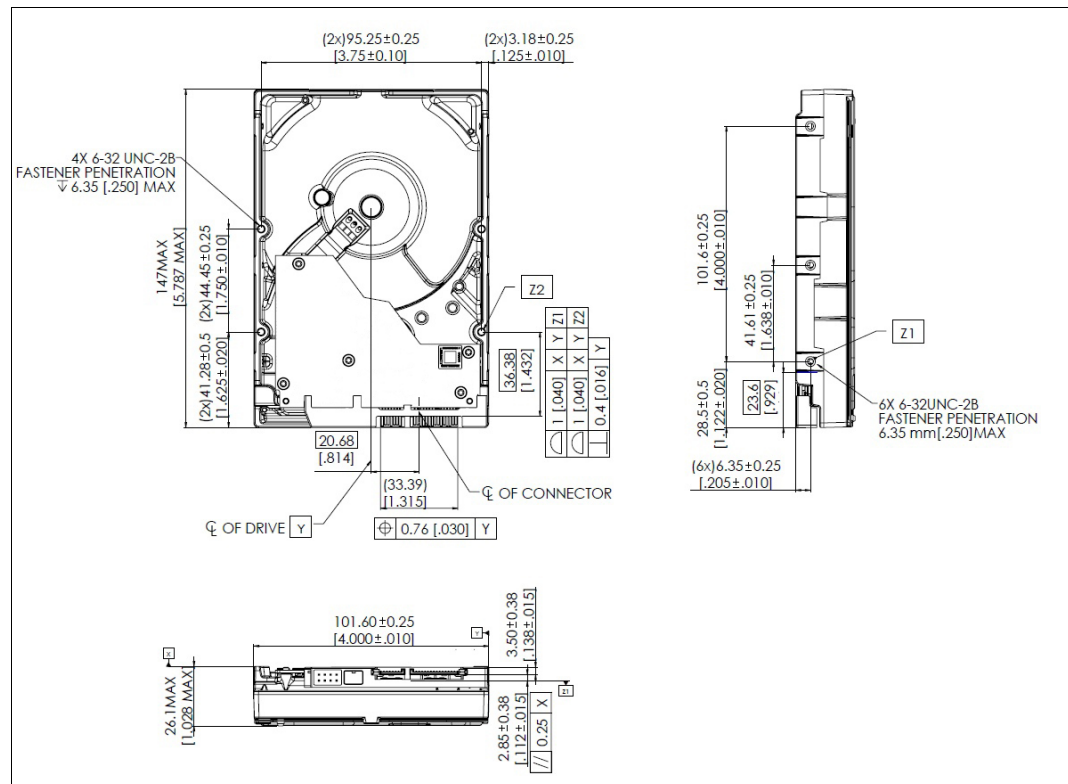 (2x)95.25±0.25
[3.75±0.10]
(2x)3.18±0.25
[.125±.010]
4X 6-32 UNC-2B
FASTENER PENETRATION
↧ 6.35 [.250] MAX
147MAX
[5.787 MAX]
(2x)44.45±0.25
[1.750±.010]
(2x)41.28±0.5
[1.625±.020]
Z2
36.38
[1.432]
⌓ 1 [.040] X Y Z1
⌓ 1 [.040] X Y Z2
⊥ 0.4 [.016] Y
20.68
[.814]
(33.39)
[1.315]
℄ OF CONNECTOR
℄ OF DRIVE Y
⌖ 0.76 [.030] Y
101.6±0.25
[4.000±.010]
41.61±0.25
[1.638±.010]
Z1
28.5±0.5
[1.122±.020]
23.6
[.929]
6X 6-32UNC-2B
FASTENER PENETRATION
6.35 mm[.250]MAX
(6x)6.35±0.25
[.205±.010]
101.60±0.25
[4.000±.010]
3.50±0.38
[.138±.015]
X
Y
Z1
26.1MAX
[1.028 MAX]
2.85±0.38
[.112±.015]
// 0.25 X